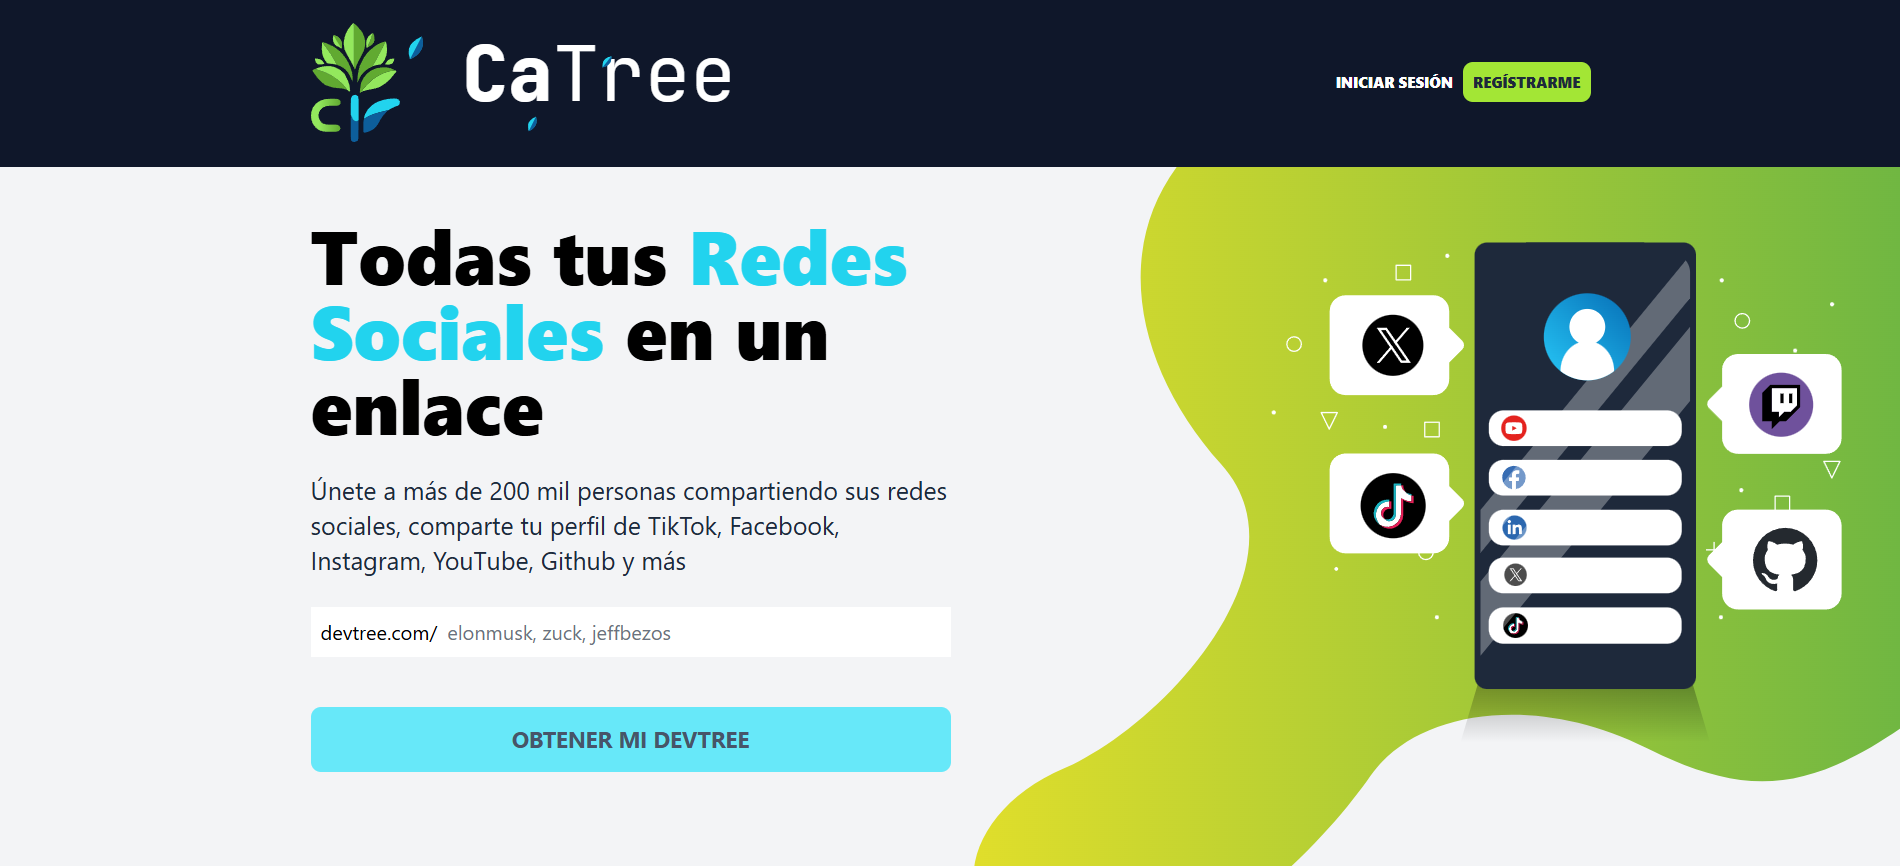 CaTree
INICIAR SESIÓN
REGÍSTRARME
Todas tus Redes
Sociales en un
enlace
Únete a más de 200 mil personas compartiendo sus redes
sociales, comparte tu perfil de TikTok, Facebook,
Instagram, YouTube, Github y más
devtree.com/ elonmusk, zuck, jeffbezos
OBTENER MI DEVTREE